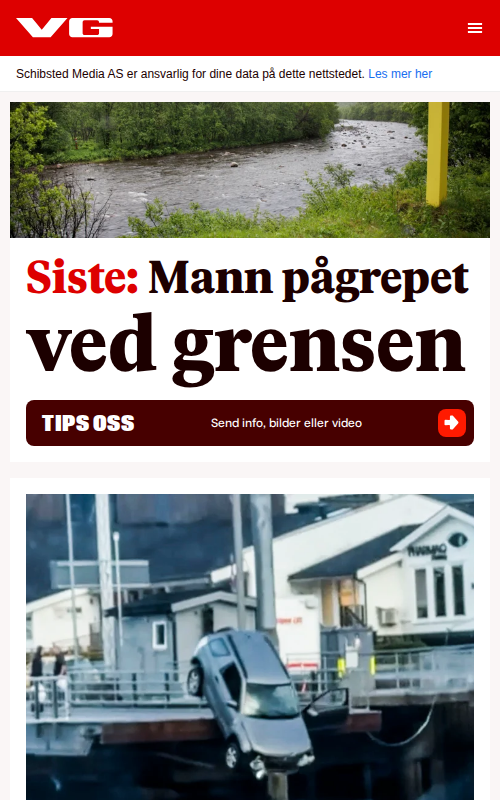 VG
Schibsted Media AS er ansvarlig for dine data på dette nettstedet. Les mer her
Siste: Mann pågrepet
ved grensen
TIPS OSS
Send info, bilder eller video